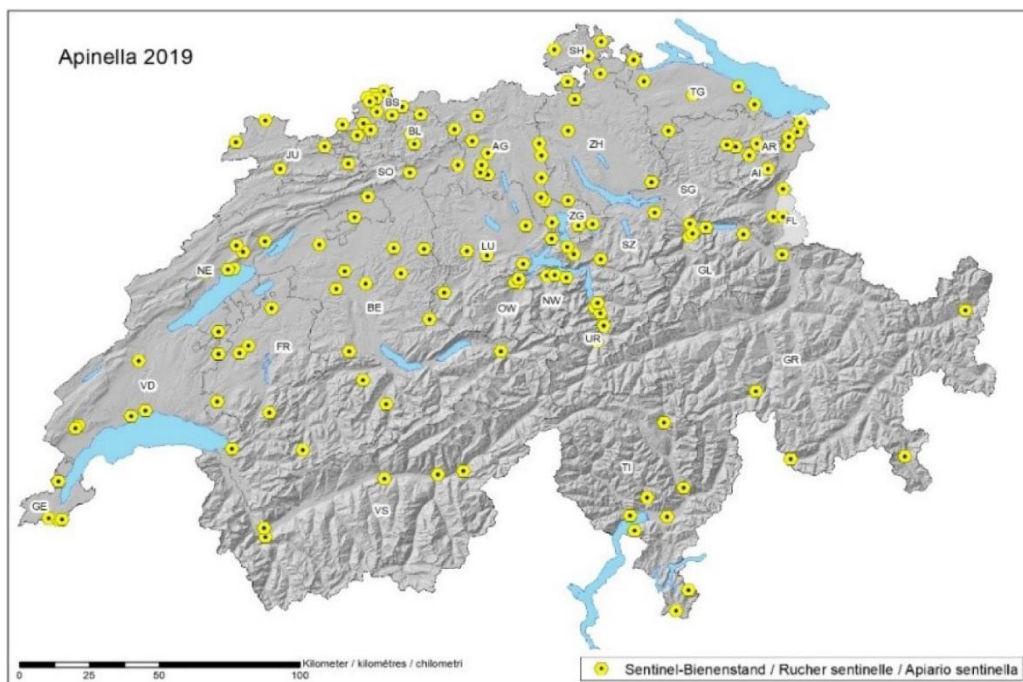 Apinella 2019
SH
BS
TG
BL
ZH
AR
JU
AG
AI
SO
SG
FL
ZG
SZ
LU
NE
GL
NW
OW
BE
UR
FR
GR
VD
TI
GE
VS
Kilometer / kilomètres / chilometri
0 25 50 100
Sentinel-Bienenstand / Rucher sentinelle / Apiario sentinella